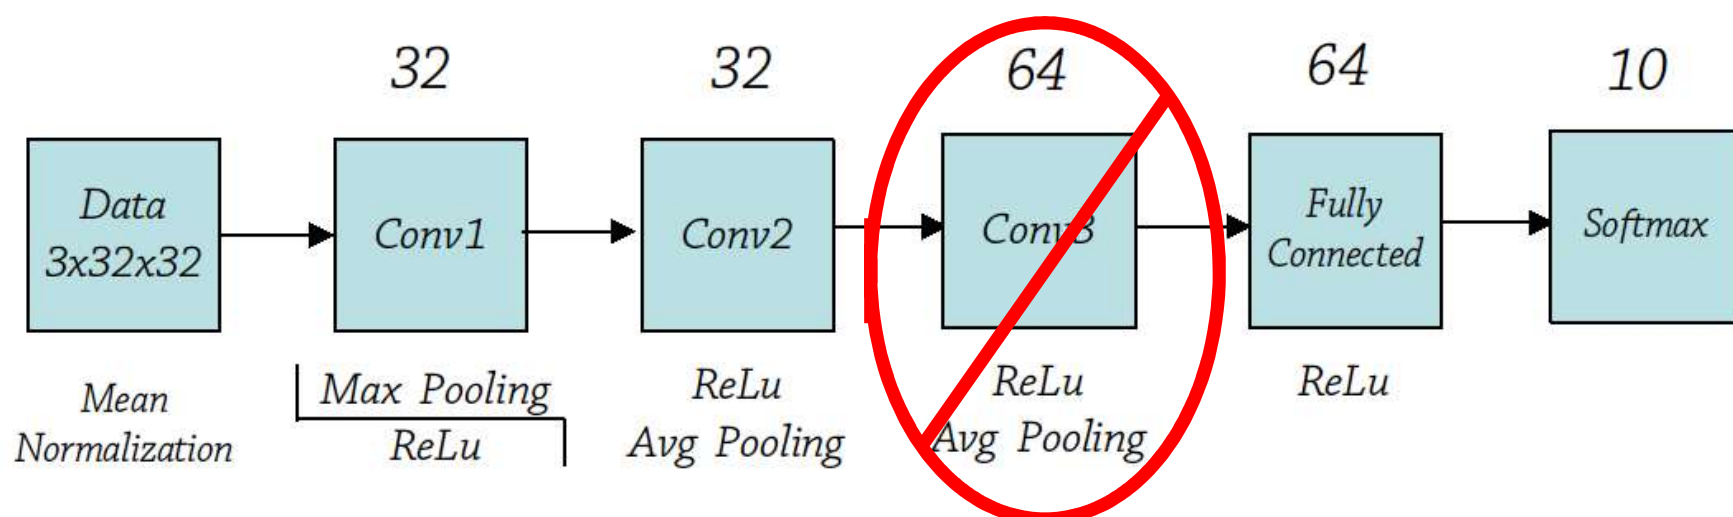 32
32
64
64
10
Data
3x32x32
Conv1
Conv2
Conv3
Fully
Connected
Softmax
Mean
Normalization
Max Pooling
ReLu
ReLu
Avg Pooling
ReLu
Avg Pooling
ReLu